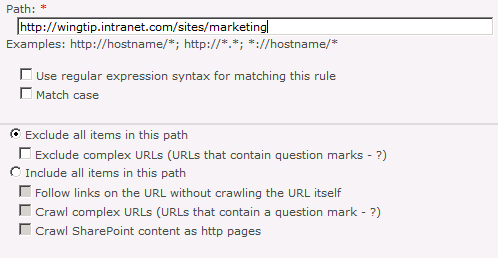 Path: *
http://wingtip.intranet.com/sites/marketing
Examples: http://hostname/*; http://*.*; *://hostname/*
Use regular expression syntax for matching this rule
Match case
Exclude all items in this path
Exclude complex URLs (URLs that contain question marks - ?)
Include all items in this path
Follow links on the URL without crawling the URL itself
Crawl complex URLs (URLs that contain a question mark - ?)
Crawl SharePoint content as http pages